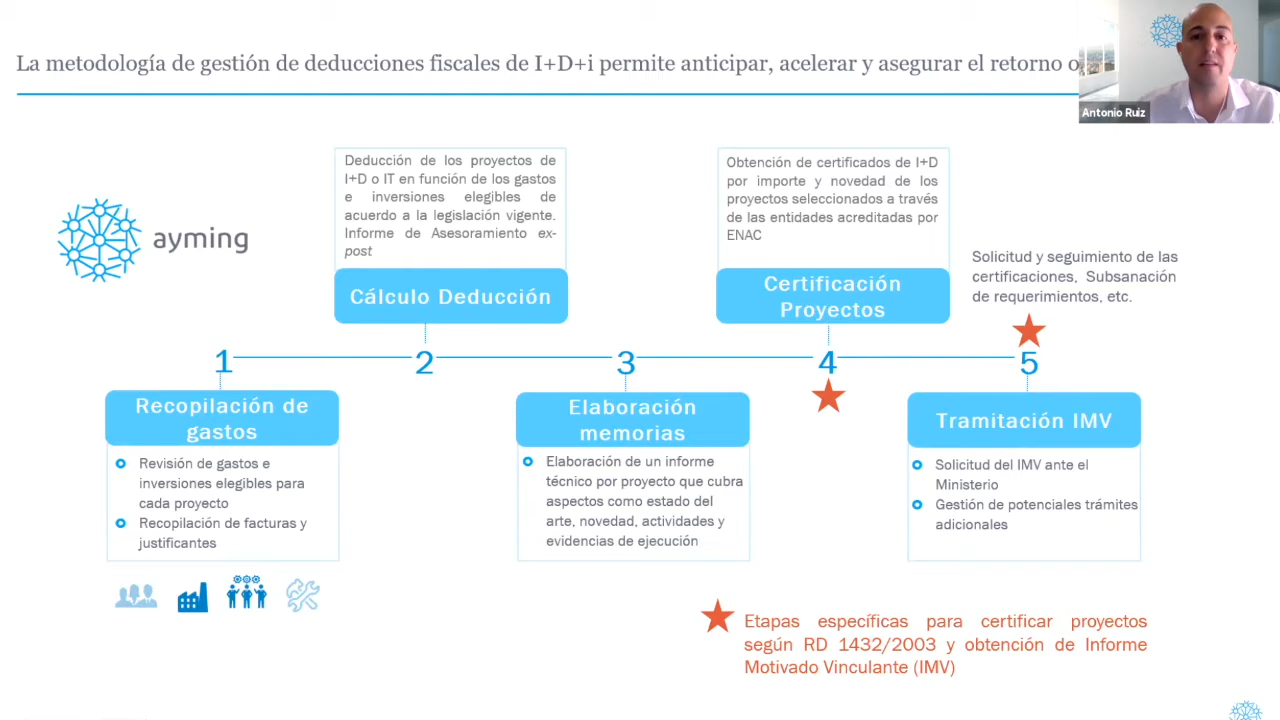 La metodología de gestión de deducciones fiscales de I+D+i permite anticipar, acelerar y asegurar el retorno
Antonio Ruiz
ayming
Deducción de los proyectos de
I+D o IT en función de los gastos
e inversiones elegibles de
acuerdo a la legislación vigente.
Informe de Asesoramiento ex-
post
Cálculo Deducción
Obtención de certificados de I+D
por importe y novedad de los
proyectos seleccionados a través
de las entidades acreditadas por
ENAC
Certificación
Proyectos
Solicitud y seguimiento de las
certificaciones, Subsanación
de requerimientos, etc.
1
2
3
4
5
Recopilación de
gastos
Revisión de gastos e
inversiones elegibles para
cada proyecto
Recopilación de facturas y
justificantes
Elaboración
memorias
Elaboración de un informe
técnico por proyecto que cubra
aspectos como estado del
arte, novedad, actividades y
evidencias de ejecución
Tramitación IMV
Solicitud del IMV ante el
Ministerio
Gestión de potenciales trámites
adicionales
Etapas específicas para certificar proyectos
según RD 1432/2003 y obtención de Informe
Motivado Vinculante (IMV)